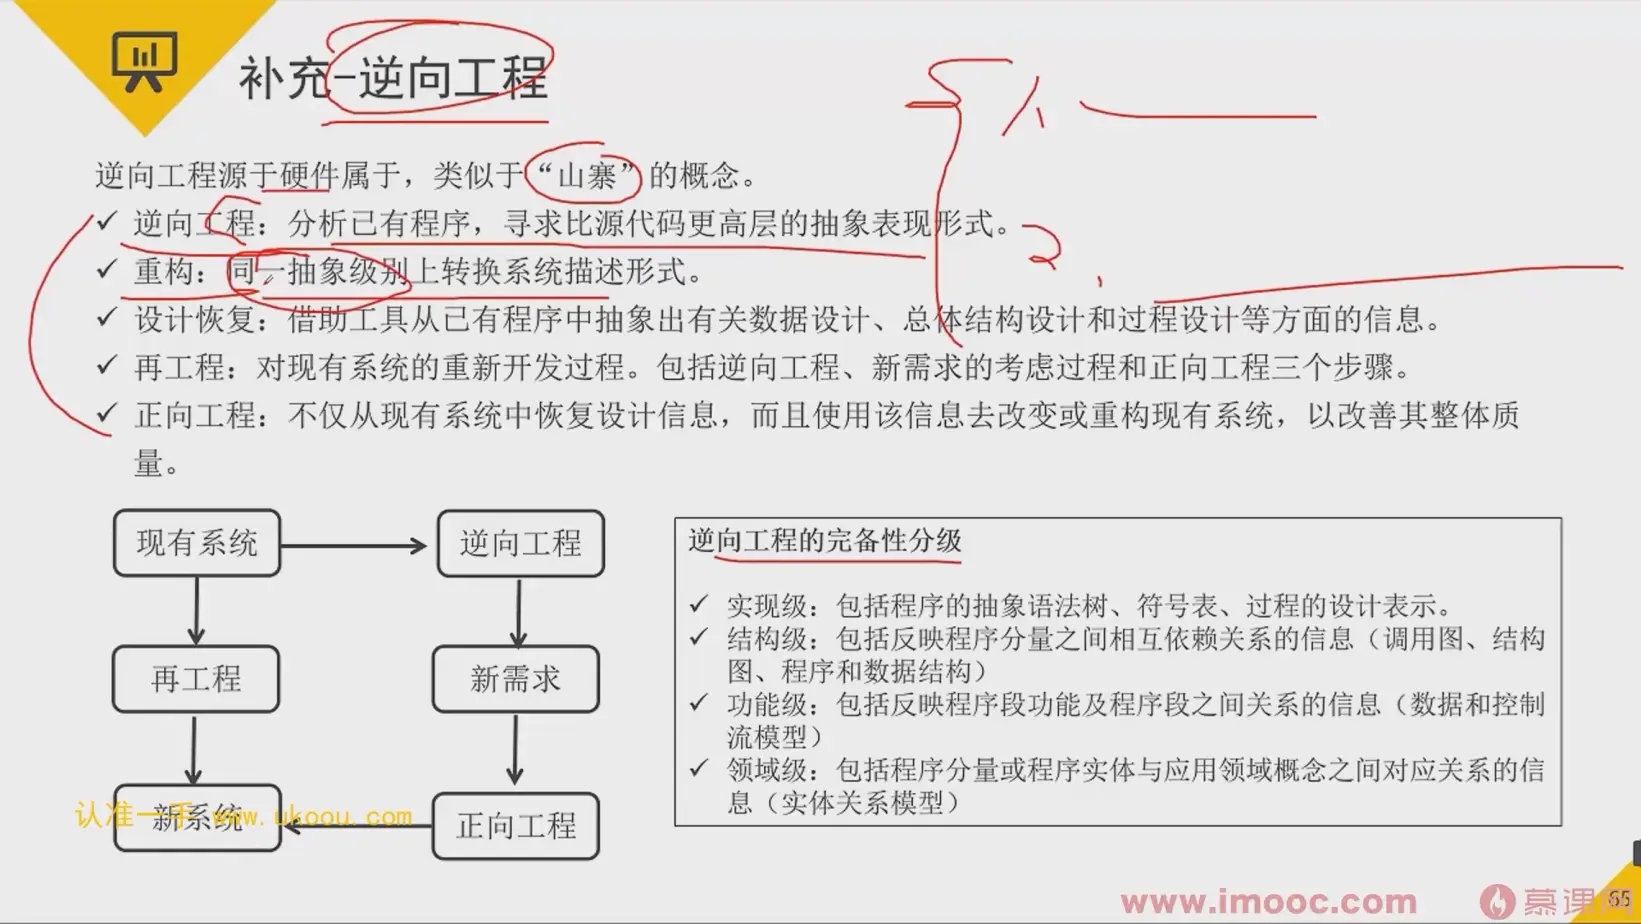 补充-逆向工程
逆向工程源于硬件属于，类似于“山寨”的概念。
✓ 逆向工程：分析已有程序，寻求比源代码更高层的抽象表现形式。
✓ 重构：同一抽象级别上转换系统描述形式。
✓ 设计恢复：借助工具从已有程序中抽象出有关数据设计、总体结构设计和过程设计等方面的信息。
✓ 再工程：对现有系统的重新开发过程。包括逆向工程、新需求的考虑过程和正向工程三个步骤。
✓ 正向工程：不仅从现有系统中恢复设计信息，而且使用该信息去改变或重构现有系统，以改善其整体质
量。
现有系统
逆向工程
再工程
新需求
新系统
正向工程
认准一手 www.ukoou.com
逆向工程的完备性分级
✓ 实现级：包括程序的抽象语法树、符号表、过程的设计表示。
✓ 结构级：包括反映程序分量之间相互依赖关系的信息（调用图、结构
图、程序和数据结构）
✓ 功能级：包括反映程序段功能及程序段之间关系的信息（数据和控制
流模型）
✓ 领域级：包括程序分量或程序实体与应用领域概念之间对应关系的信
息（实体关系模型）
2
www.imooc.com
慕课网
65